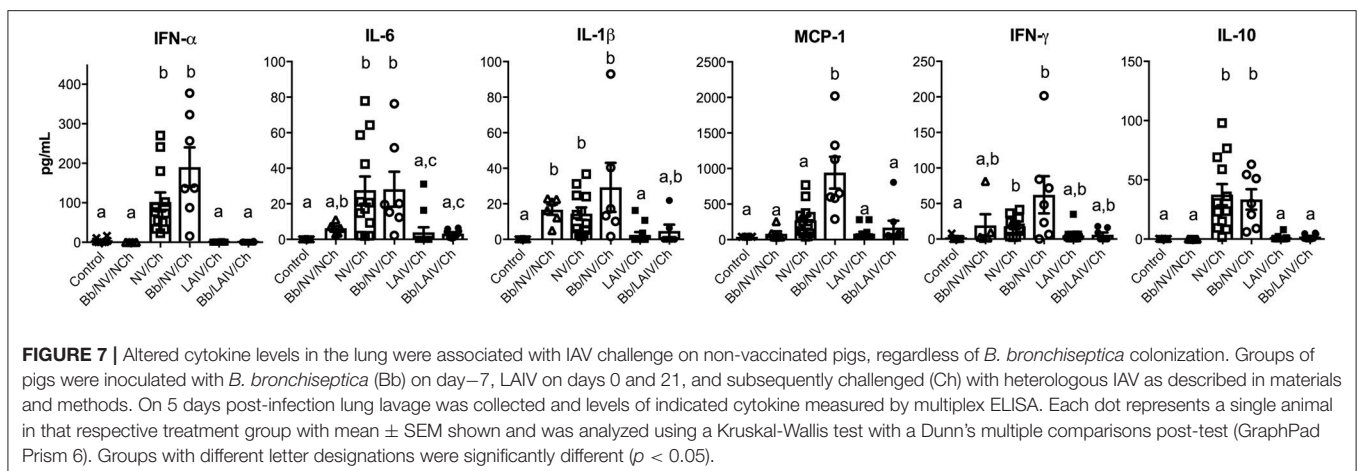 IFN-α
IL-6
IL-1β
MCP-1
IFN-γ
IL-10
pg/mL
400
300
200
100
0
a
a
b
b
a
a
Control
Bb/NV/NCh
NV/Ch
Bb/NV/Ch
LAIV/Ch
Bb/LAIV/Ch
100
80
60
40
20
0
a
a,b
b
b
a,c
a,c
Control
Bb/NV/NCh
NV/Ch
Bb/NV/Ch
LAIV/Ch
Bb/LAIV/Ch
100
80
60
40
20
0
a
b
b
b
a
a,b
Control
Bb/NV/NCh
NV/Ch
Bb/NV/Ch
LAIV/Ch
Bb/LAIV/Ch
2500
2000
1500
1000
500
0
a
a
a
b
a
a
Control
Bb/NV/NCh
NV/Ch
Bb/NV/Ch
LAIV/Ch
Bb/LAIV/Ch
250
200
150
100
50
0
a
a,b
b
b
a,b
a,b
Control
Bb/NV/NCh
NV/Ch
Bb/NV/Ch
LAIV/Ch
Bb/LAIV/Ch
150
100
50
0
a
a
b
b
a
a
Control
Bb/NV/NCh
NV/Ch
Bb/NV/Ch
LAIV/Ch
Bb/LAIV/Ch
FIGURE 7 | Altered cytokine levels in the lung were associated with IAV challenge on non-vaccinated pigs, regardless of B. bronchiseptica colonization. Groups of
pigs were inoculated with B. bronchiseptica (Bb) on day−7, LAIV on days 0 and 21, and subsequently challenged (Ch) with heterologous IAV as described in materials
and methods. On 5 days post-infection lung lavage was collected and levels of indicated cytokine measured by multiplex ELISA. Each dot represents a single animal
in that respective treatment group with mean ± SEM shown and was analyzed using a Kruskal-Wallis test with a Dunn's multiple comparisons post-test (GraphPad
Prism 6). Groups with different letter designations were significantly different (p < 0.05).